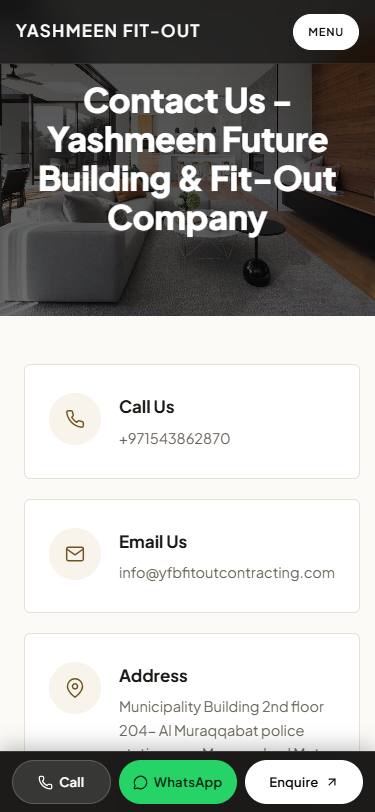 YASHMEEN FIT-OUT
MENU
Contact Us -
Yashmeen Future
Building & Fit-Out
Company
Call Us
+971543862870
Email Us
info@yfbfitoutcontracting.com
Address
Municipality Building 2nd floor
204- Al Muraqqabat police
Call
WhatsApp
Enquire